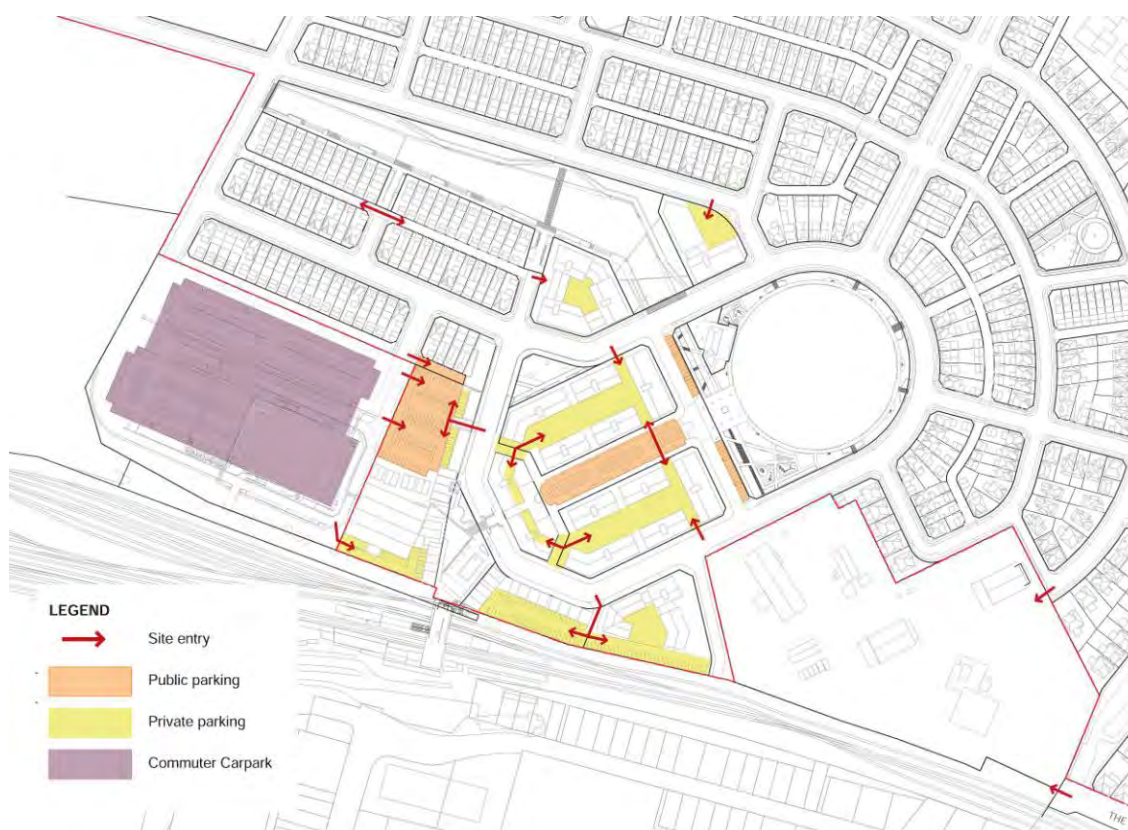 LEGEND
Site entry
Public parking
Private parking
Commuter Carpark
THE